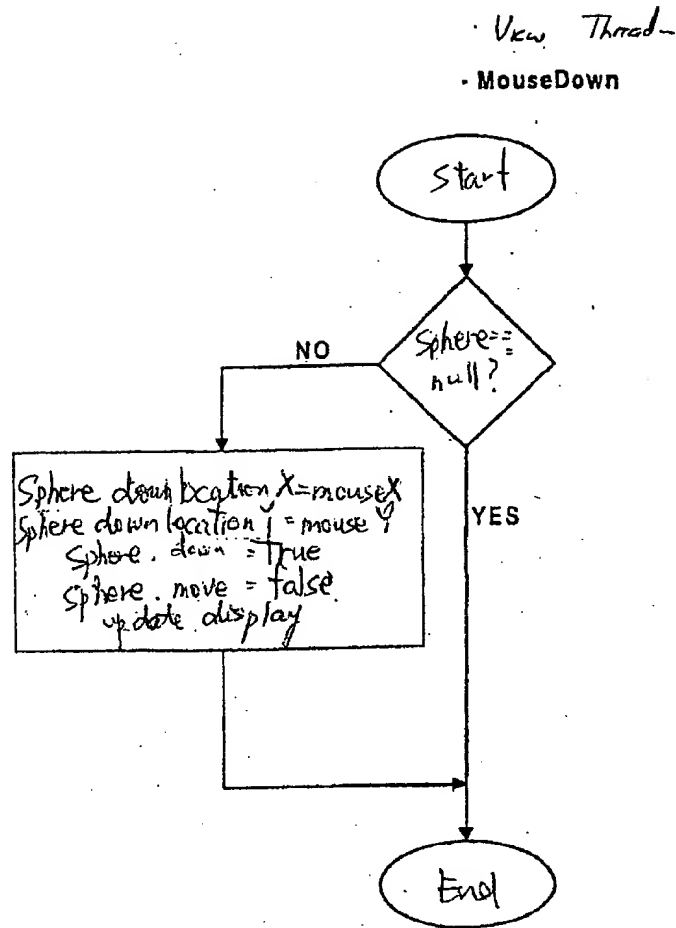 · View Thread
· MouseDown
Start
Sphere==
null?
NO
Sphere down location X=mouseX
Sphere down location Y=mouse Y
Sphere. down = True
Sphere. move = false
update display
YES
End